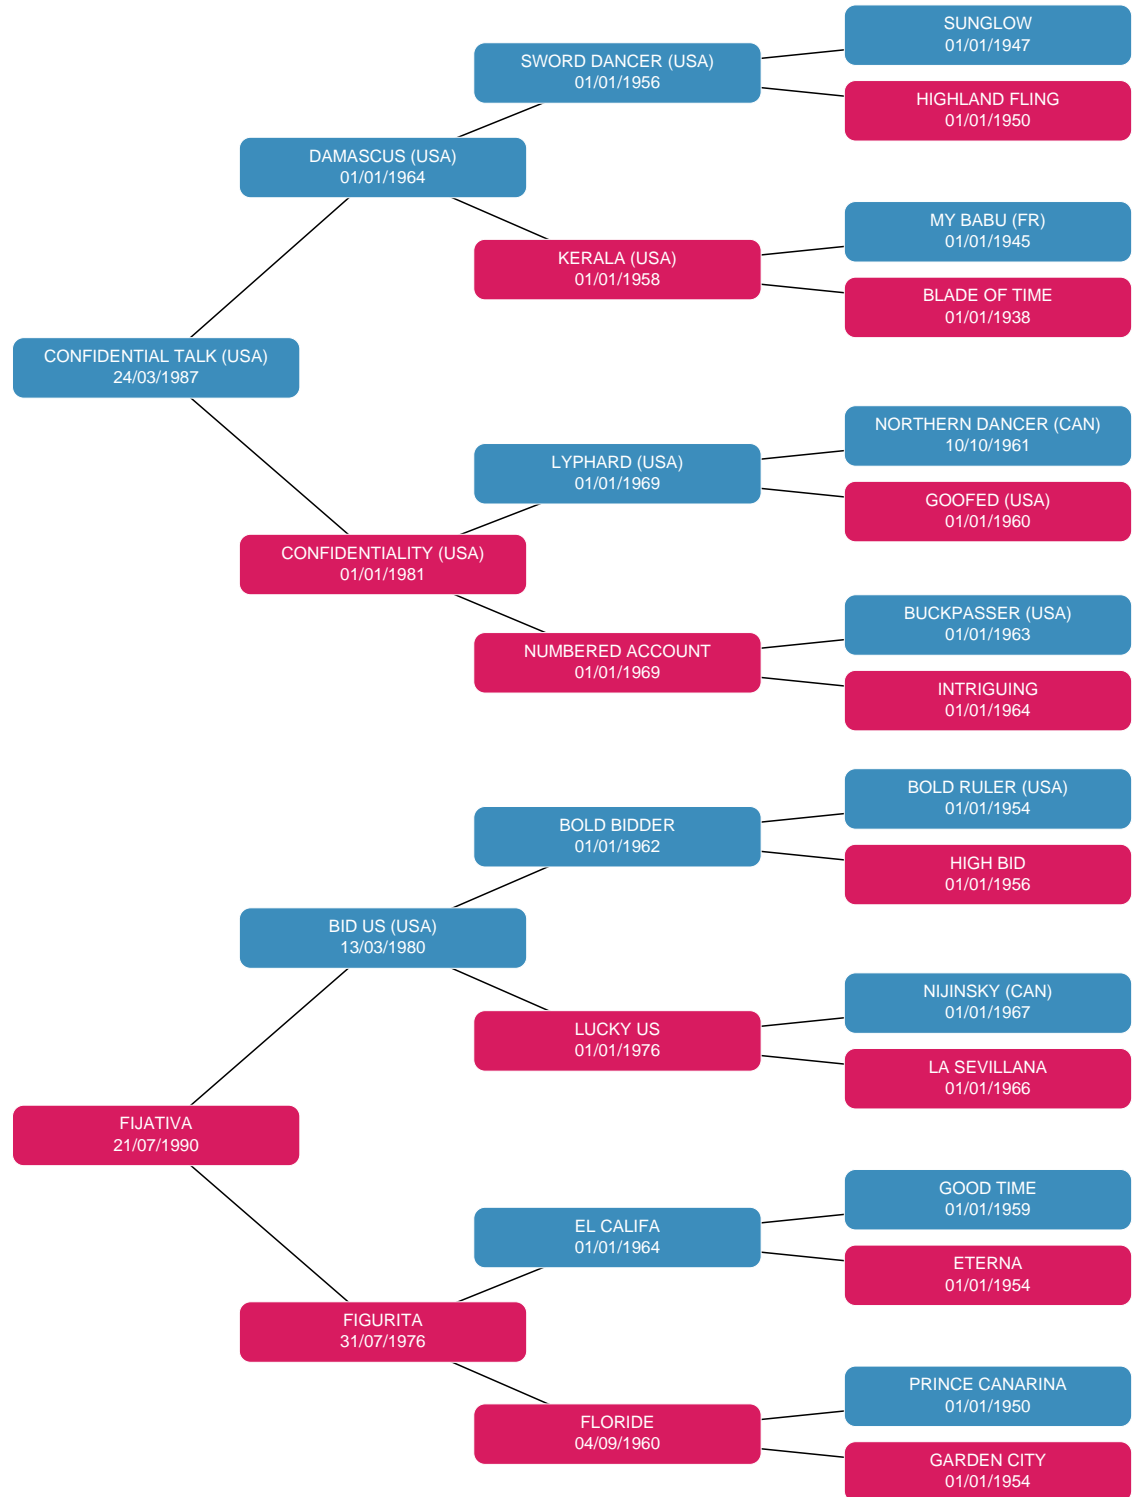 SUNGLOW
01/01/1947
SWORD DANCER (USA)
01/01/1956
HIGHLAND FLING
01/01/1950
DAMASCUS (USA)
01/01/1964
MY BABU (FR)
01/01/1945
KERALA (USA)
01/01/1958
BLADE OF TIME
01/01/1938
CONFIDENTIAL TALK (USA)
24/03/1987
NORTHERN DANCER (CAN)
10/10/1961
LYPHARD (USA)
01/01/1969
GOOFED (USA)
01/01/1960
CONFIDENTIALITY (USA)
01/01/1981
BUCKPASSER (USA)
01/01/1963
NUMBERED ACCOUNT
01/01/1969
INTRIGUING
01/01/1964
BOLD RULER (USA)
01/01/1954
BOLD BIDDER
01/01/1962
HIGH BID
01/01/1956
BID US (USA)
13/03/1980
NIJINSKY (CAN)
01/01/1967
LUCKY US
01/01/1976
LA SEVILLANA
01/01/1966
FIJATIVA
21/07/1990
GOOD TIME
01/01/1959
EL CALIFA
01/01/1964
ETERNA
01/01/1954
FIGURITA
31/07/1976
PRINCE CANARINA
01/01/1950
FLORIDE
04/09/1960
GARDEN CITY
01/01/1954